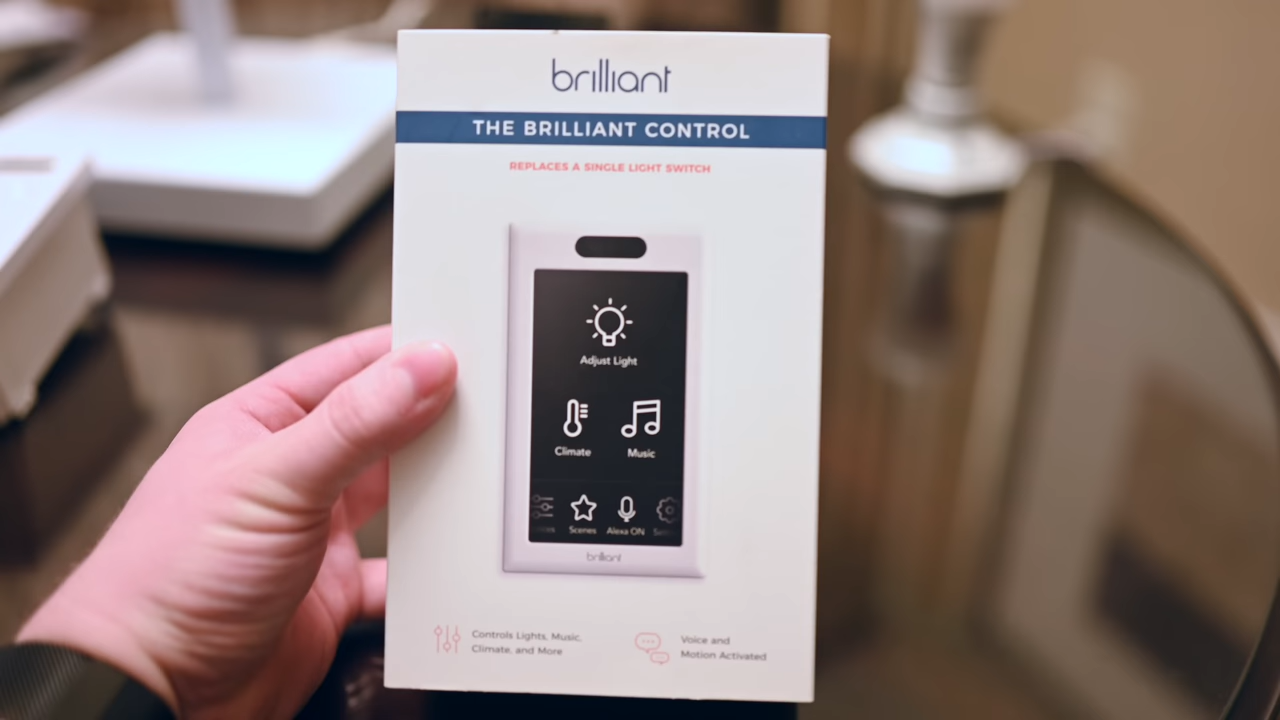 brilliant
THE BRILLIANT CONTROL
REPLACES A SINGLE LIGHT SWITCH
Adjust Light
Climate
Music
Scenes
Alexa ON
brilliant
Controls Lights, Music,
Climate, and More
Voice and
Motion Activated